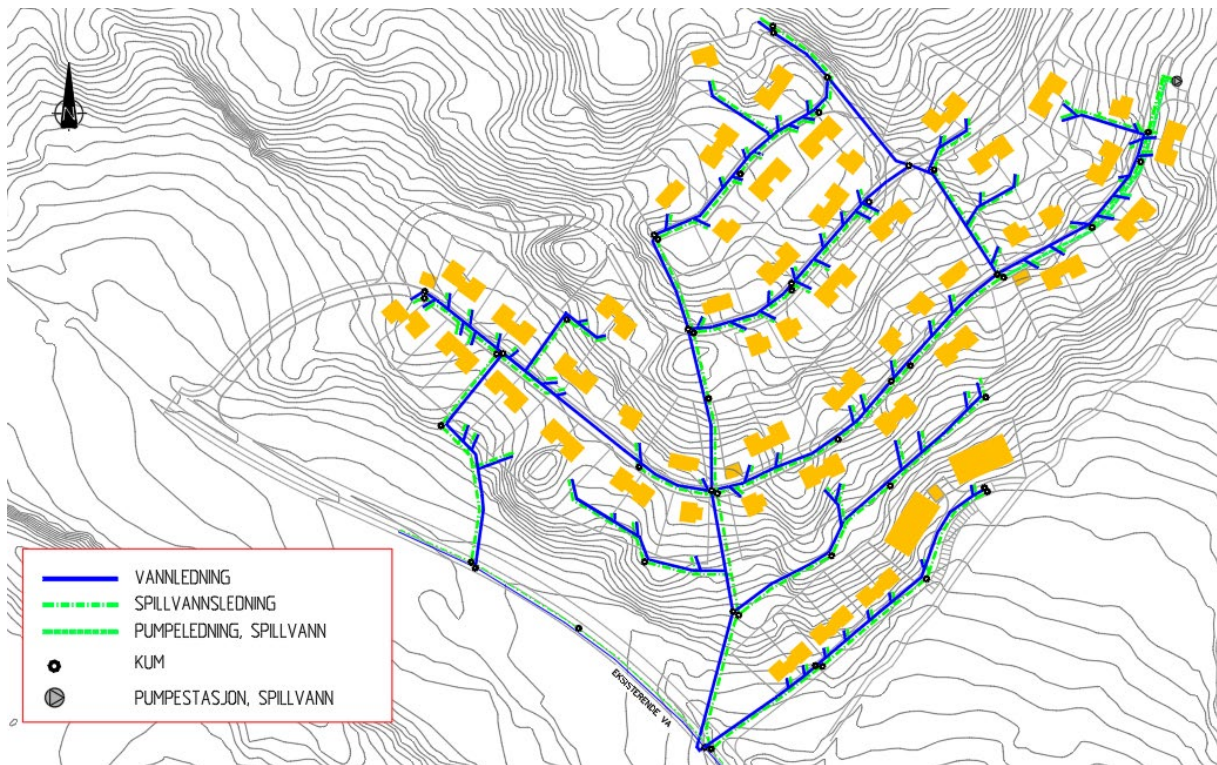 N
VANNLEDNING
SPILLVANNSLEDNING
PUMPELEDNING, SPILLVANN
KUM
PUMPESTASJON, SPILLVANN
EKSISTERENDE VA